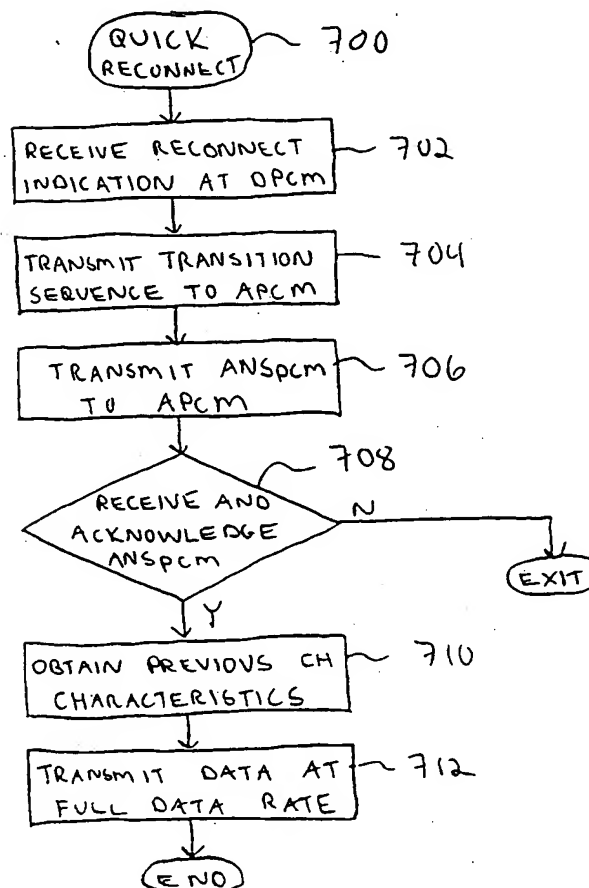 QUICK
RECONNECT
700
RECEIVE RECONNECT
INDICATION AT DPCM
702
TRANSMIT TRANSITION
SEQUENCE TO APCM
704
TRANSMIT ANSpcm
TO APCM
706
708
RECEIVE AND
ACKNOWLEDGE
ANSpcm
N
EXIT
Y
OBTAIN PREVIOUS CH
CHARACTERISTICS
710
TRANSMIT DATA AT
FULL DATA RATE
712
END